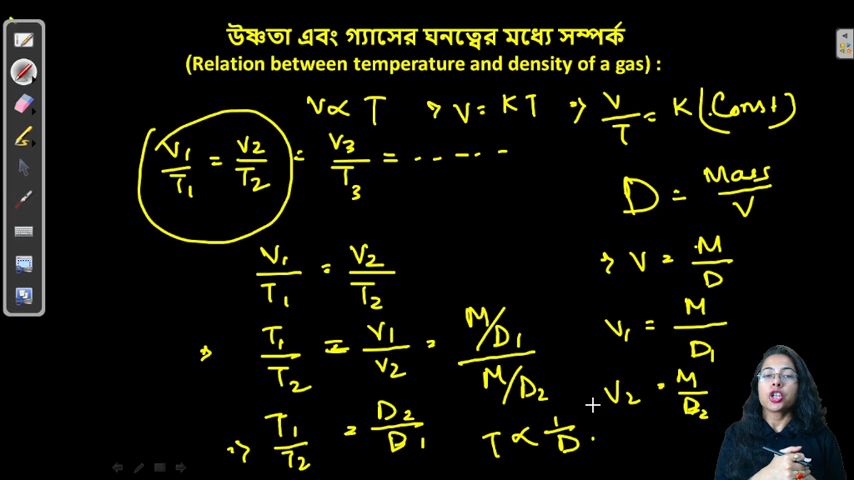 উষ্ণতা এবং গ্যাসের ঘনত্বের মধ্যে সম্পর্ক
(Relation between temperature and density of a gas) :
V ∝ T ⇒ V = KT ⇒ V/T = K (Const)
V1/T1 = V2/T2 = V3/T3 = ------
D = Mass/V
V1/T1 = V2/T2
⇒ V = M/D
⇒ T1/T2 = V1/V2 = (M/D1)/(M/D2)
V1 = M/D1
V2 = M/D2
⇒ T1/T2 = D2/D1
T ∝ 1/D .